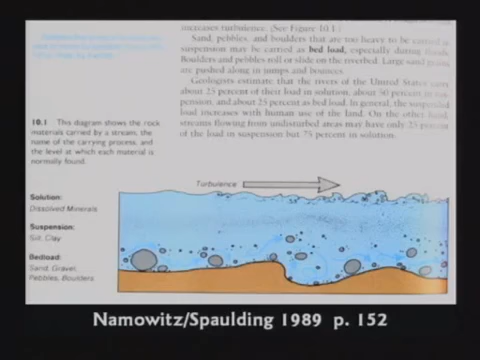 increases turbulence. (See Figure 10.1.)
Sand, pebbles, and boulders that are too heavy to be carried in
suspension may be carried as bed load, especially during floods.
Boulders and pebbles roll or slide on the riverbed. Large sand grains
are pushed along in jumps and bounces.
Geologists estimate that the rivers of the United States carry
about 25 percent of their load in solution, about 50 percent in sus-
pension, and about 25 percent as bed load. In general, the suspended
load increases with human use of the land. On the other hand,
streams flowing from undisturbed areas may have only 25 percent
of the load in suspension but 75 percent in solution.
10.1 This diagram shows the rock
materials carried by a stream, the
name of the carrying process, and
the level at which each material is
normally found.
Turbulence
Solution:
Dissolved Minerals
Suspension:
Silt, Clay
Bedload:
Sand, Gravel,
Pebbles, Boulders
Namowitz/Spaulding 1989 p. 152